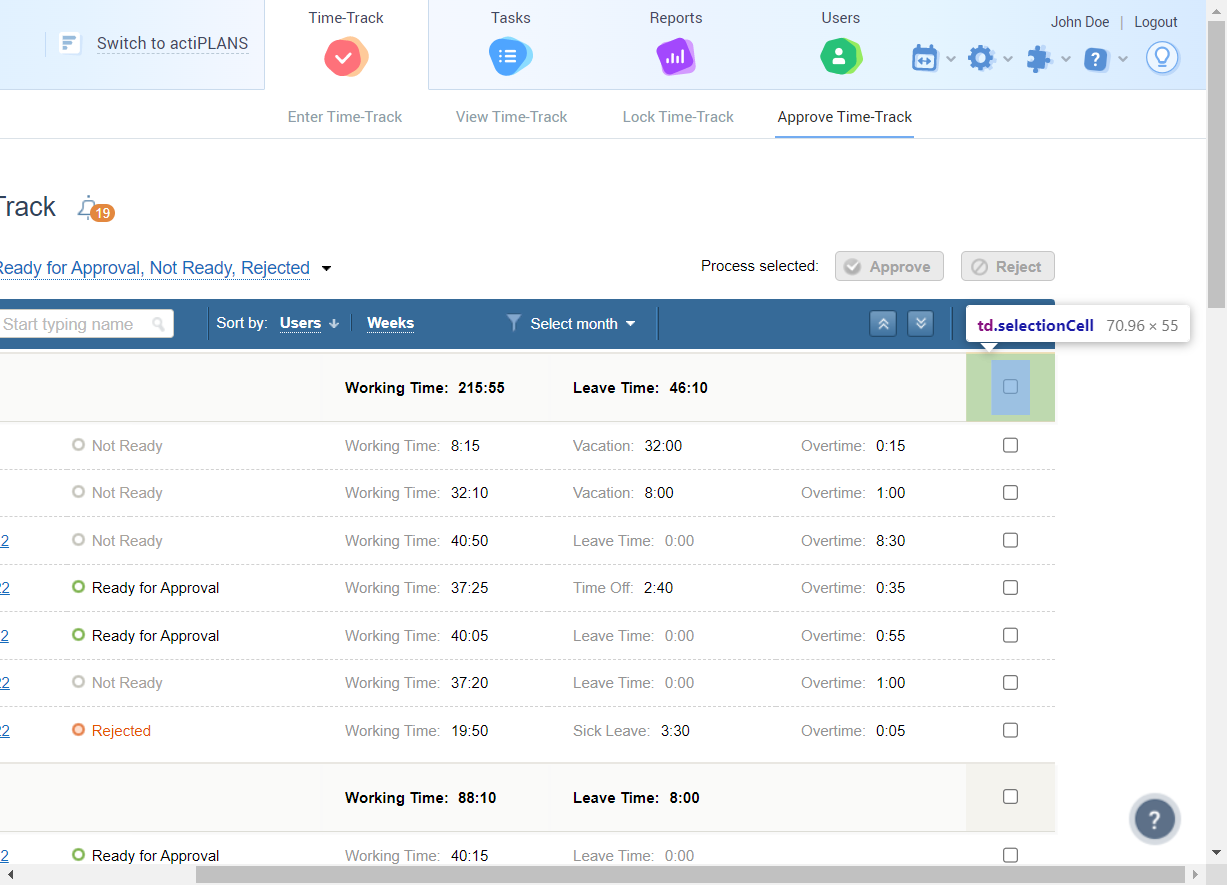 Time-Track
Tasks
Reports
Users
John Doe | Logout
Switch to actiPLANS
Enter Time-Track
View Time-Track
Lock Time-Track
Approve Time-Track
Track
19
Ready for Approval, Not Ready, Rejected
Process selected:
Approve
Reject
Start typing name
Sort by: Users Weeks
Select month
td.selectionCell 70.96 × 55
Working Time: 215:55 Leave Time: 46:10
Not Ready Working Time: 8:15 Vacation: 32:00 Overtime: 0:15
Not Ready Working Time: 32:10 Vacation: 8:00 Overtime: 1:00
2 Not Ready Working Time: 40:50 Leave Time: 0:00 Overtime: 8:30
22 Ready for Approval Working Time: 37:25 Time Off: 2:40 Overtime: 0:35
2 Ready for Approval Working Time: 40:05 Leave Time: 0:00 Overtime: 0:55
22 Not Ready Working Time: 37:20 Leave Time: 0:00 Overtime: 1:00
22 Rejected Working Time: 19:50 Sick Leave: 3:30 Overtime: 0:05
Working Time: 88:10 Leave Time: 8:00
?
2 Ready for Approval Working Time: 40:15 Leave Time: 0:00